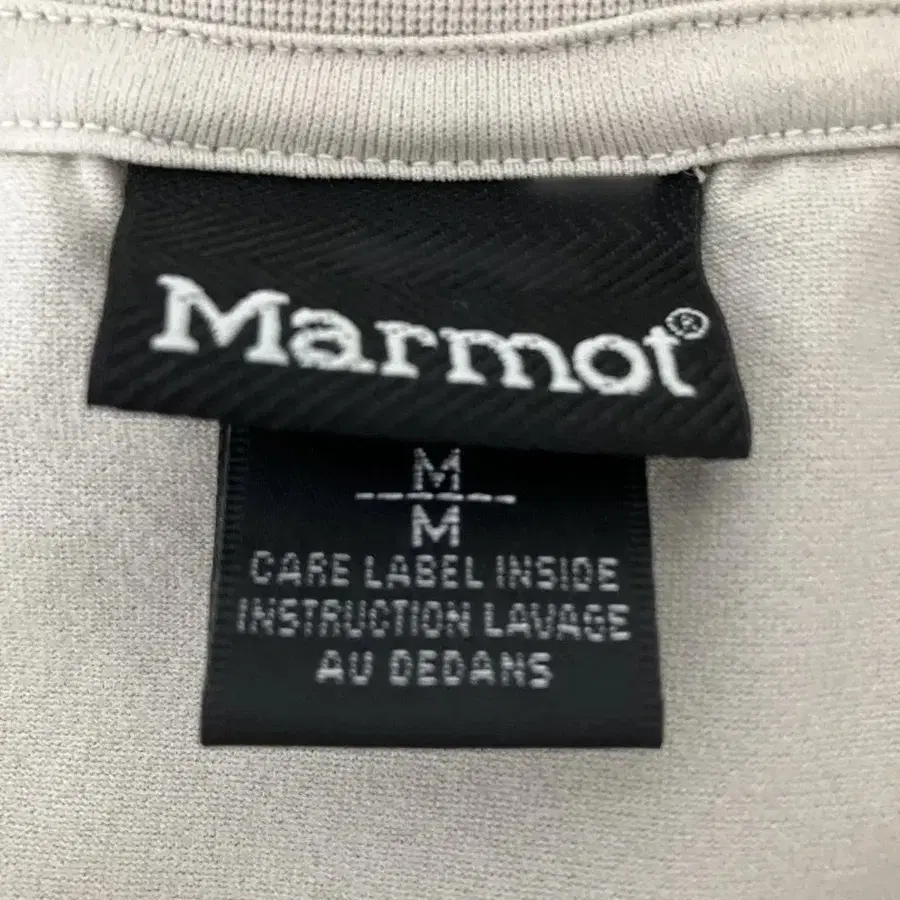 Marmot®
M
M
CARE LABEL INSIDE
INSTRUCTION LAVAGE
AU DEDANS